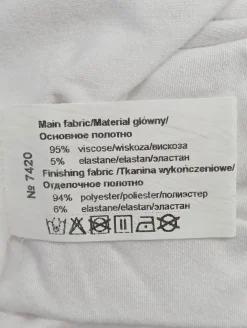 Main fabric/Materiał główny/
Основное полотно
95% viscose/wiskoza/вискоза
5% elastane/elastan/эластан
Finishing fabric /Tkanina wykończeniowe/
Отделочное полотно
94% polyester/poliester/полиэстер
6% elastane/elastan/эластан
№ 7420